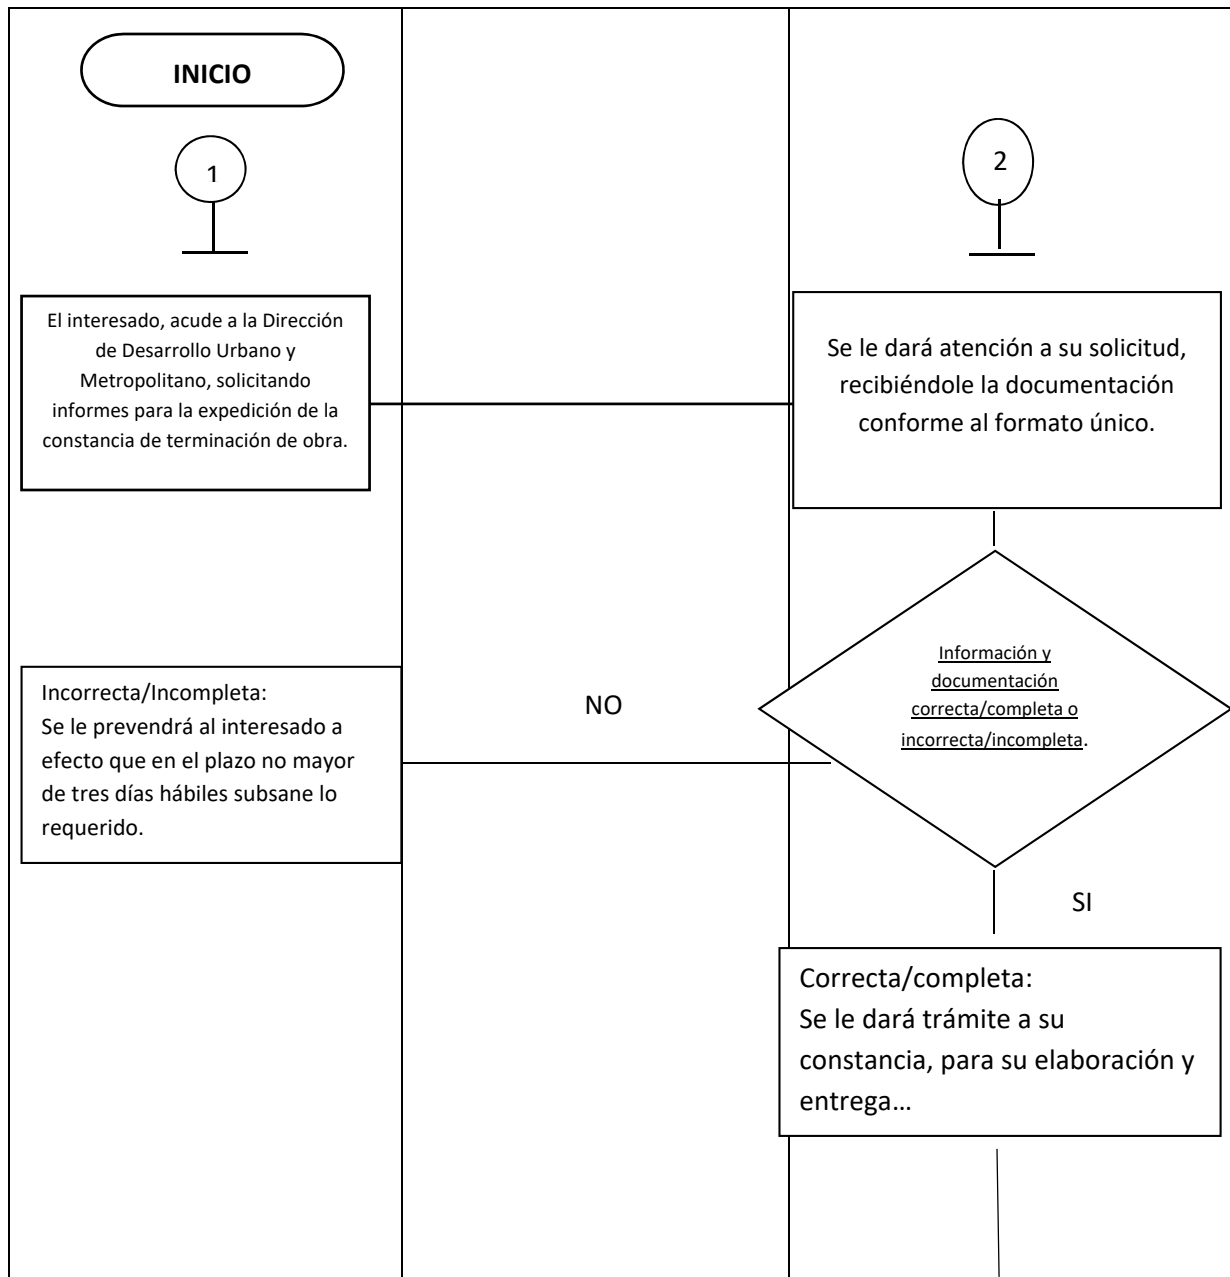 INICIO
1
2
El interesado, acude a la Dirección
de Desarrollo Urbano y
Metropolitano, solicitando
informes para la expedición de la
constancia de terminación de obra.
Se le dará atención a su solicitud,
recibiéndole la documentación
conforme al formato único.
Información y
documentación
correcta/completa o
incorrecta/incompleta.
NO
Incorrecta/Incompleta:
Se le prevendrá al interesado a
efecto que en el plazo no mayor
de tres días hábiles subsane lo
requerido.
SI
Correcta/completa:
Se le dará trámite a su
constancia, para su elaboración y
entrega…